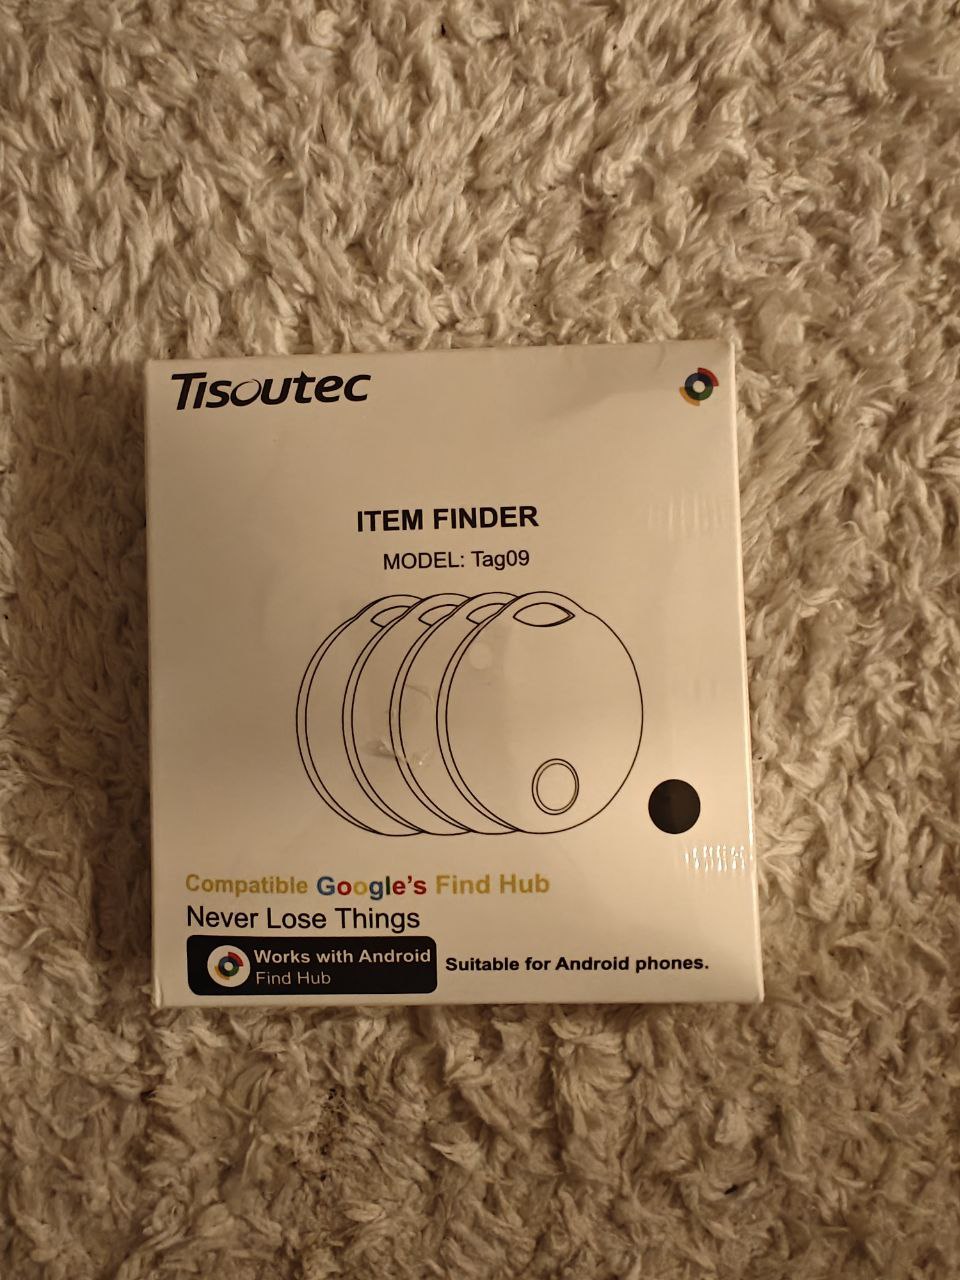 Tisoutec
ITEM FINDER
MODEL: Tag09
Compatible Google's Find Hub
Never Lose Things
Works with Android
Find Hub
Suitable for Android phones.